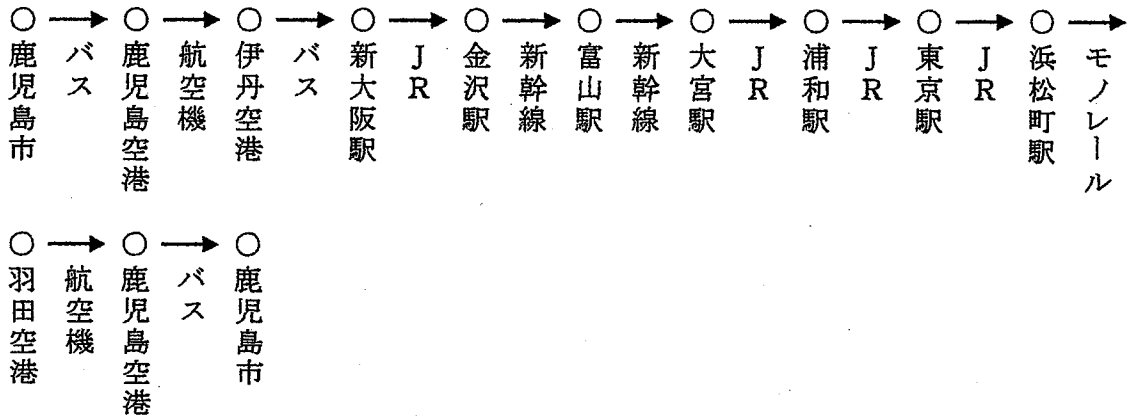 ○→○→○→○→○→○→○→○→○→○→
鹿児島市 バス 鹿児島空港 航空機 伊丹空港 バス 新大阪駅 JR 金沢駅 新幹線 富山駅 新幹線 大宮駅 JR 浦和駅 JR 東京駅 JR 浜松町駅 モノレール
○→○→○
羽田空港 航空機 鹿児島空港 バス 鹿児島市